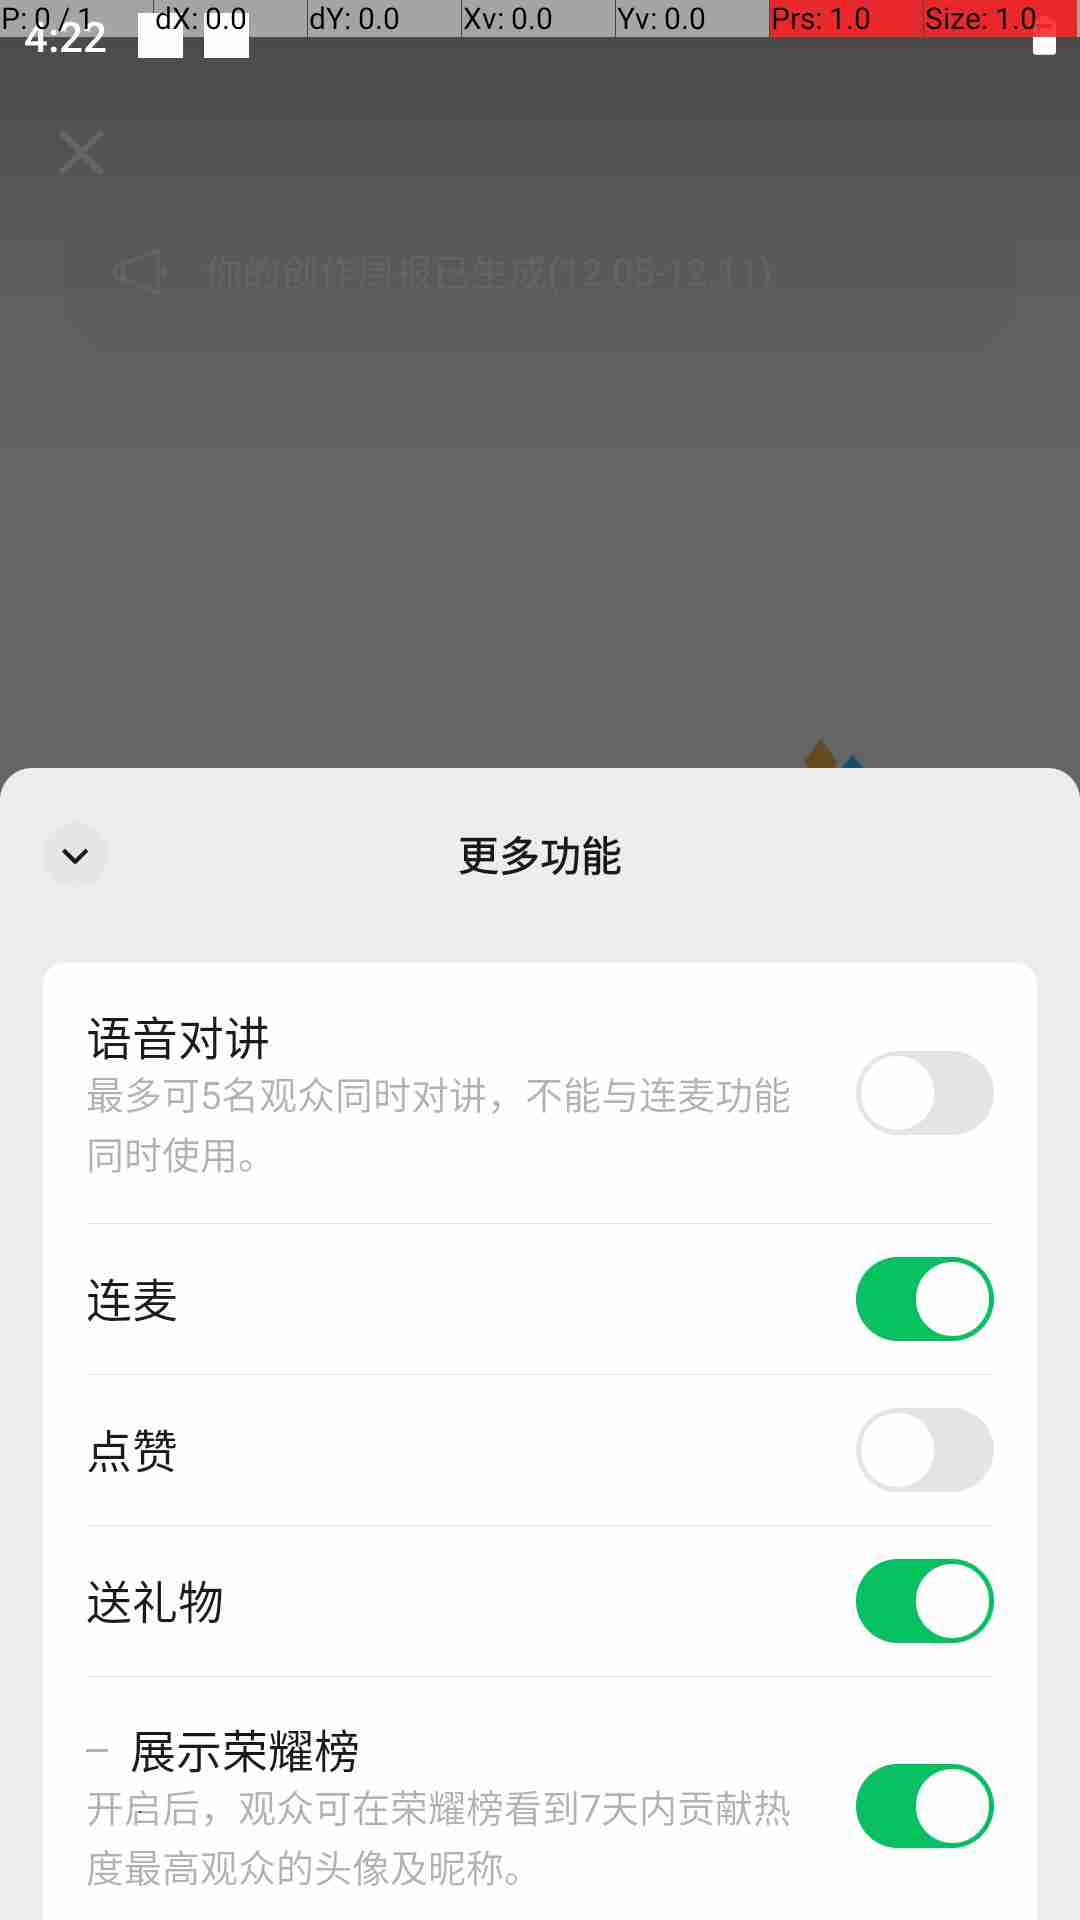 P: 0 / 1 dX: 0.0 dY: 0.0 Xv: 0.0 Yv: 0.0 Prs: 1.0 Size: 1.0
4:22
你的创作周报已生成(12.05-12.11)
更多功能
语音对讲
最多可5名观众同时对讲，不能与连麦功能
同时使用。
连麦
点赞
送礼物
展示荣耀榜
开启后，观众可在荣耀榜看到7天内贡献热
度最高观众的头像及昵称。